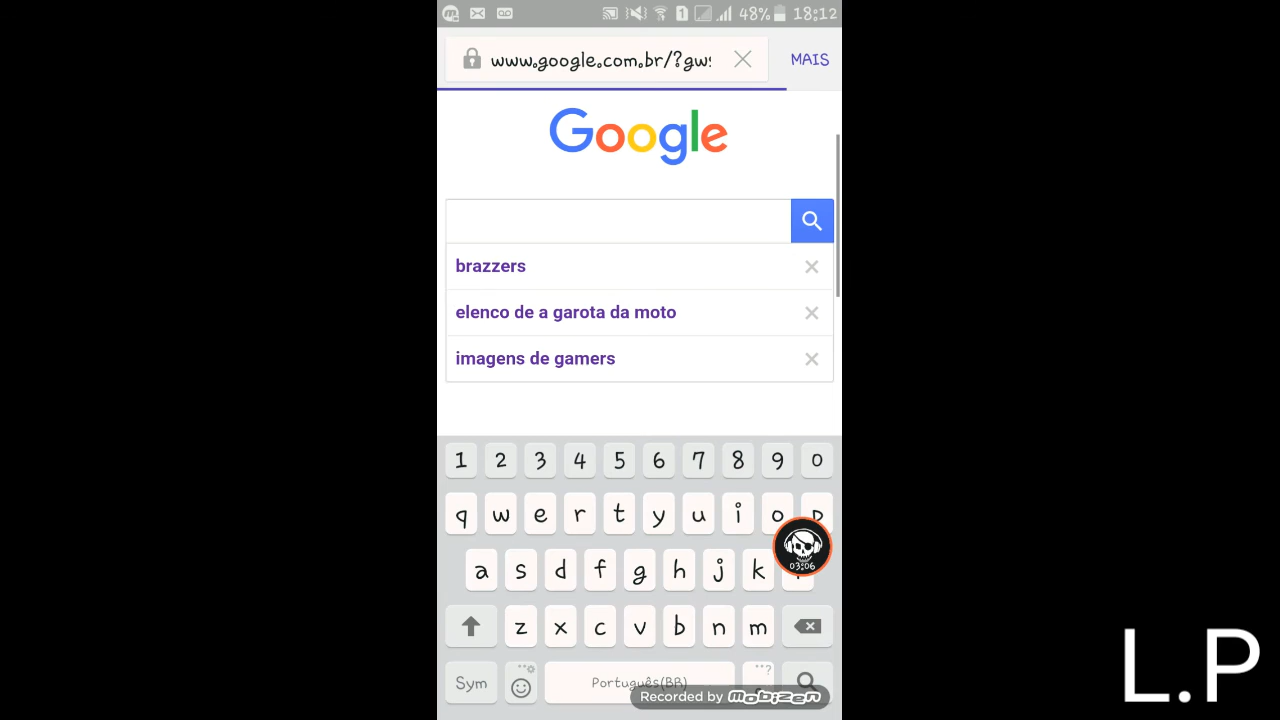 48% 18:12
www.google.com.br/?gws
MAIS
Google
brazzers
elenco de a garota da moto
imagens de gamers
1 2 3 4 5 6 7 8 9 0
q w e r t y u i o p
a s d f g h j k
03:06
z x c v b n m
Sym Português(BR)
Recorded by mobizen
L.P